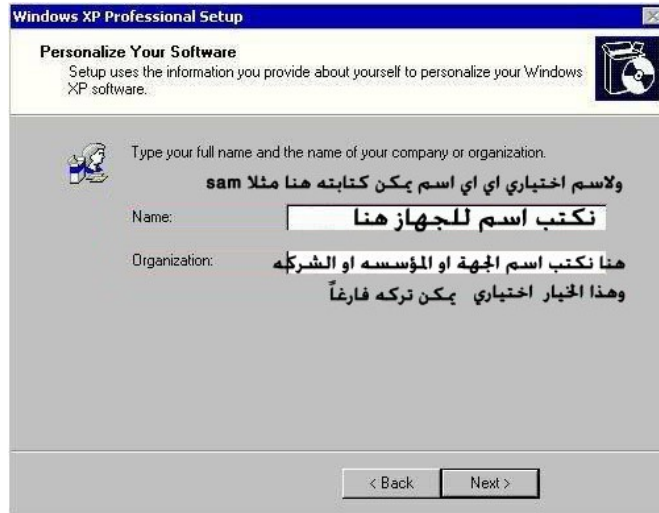 Windows XP Professional Setup
Personalize Your Software
Setup uses the information you provide about yourself to personalize your Windows
XP software.
Type your full name and the name of your company or organization.
ولاسم اختياري اي اي اسم يمكن كتابته هنا مثلا sam
Name: نكتب اسم للجهاز هنا
Organization: هنا نكتب اسم الجهة او المؤسسه او الشركه
وهذا الخيار اختياري يمكن تركه فارغاً
< Back Next >